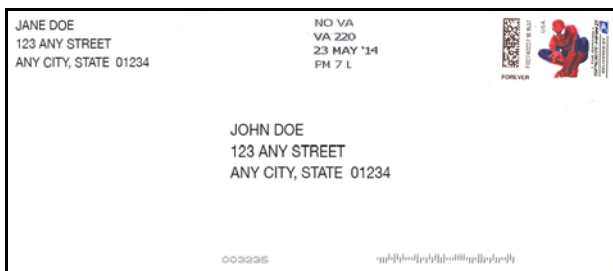 JANE DOE
123 ANY STREET
ANY CITY, STATE 01234
NO VA
VA 220
23 MAY '14
PM 7 L
USA
FOREVER
JOHN DOE
123 ANY STREET
ANY CITY, STATE 01234
003235